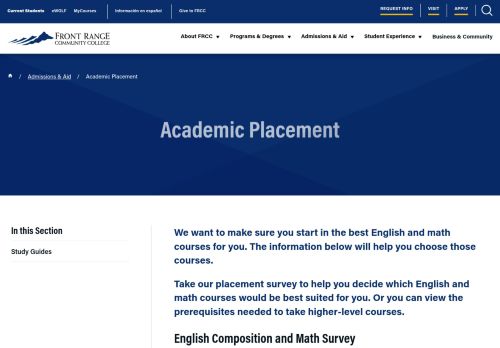 Current Students eWOLF MyCourses Información en español Give to FRCC REQUEST INFO VISIT APPLY
FRONT RANGE
COMMUNITY COLLEGE
About FRCC Programs & Degrees Admissions & Aid Student Experience Business & Community
/ Admissions & Aid / Academic Placement
Academic Placement
In this Section
Study Guides
We want to make sure you start in the best English and math
courses for you. The information below will help you choose those
courses.
Take our placement survey to help you decide which English and
math courses would be best suited for you. Or you can view the
prerequisites needed to take higher-level courses.
English Composition and Math Survey